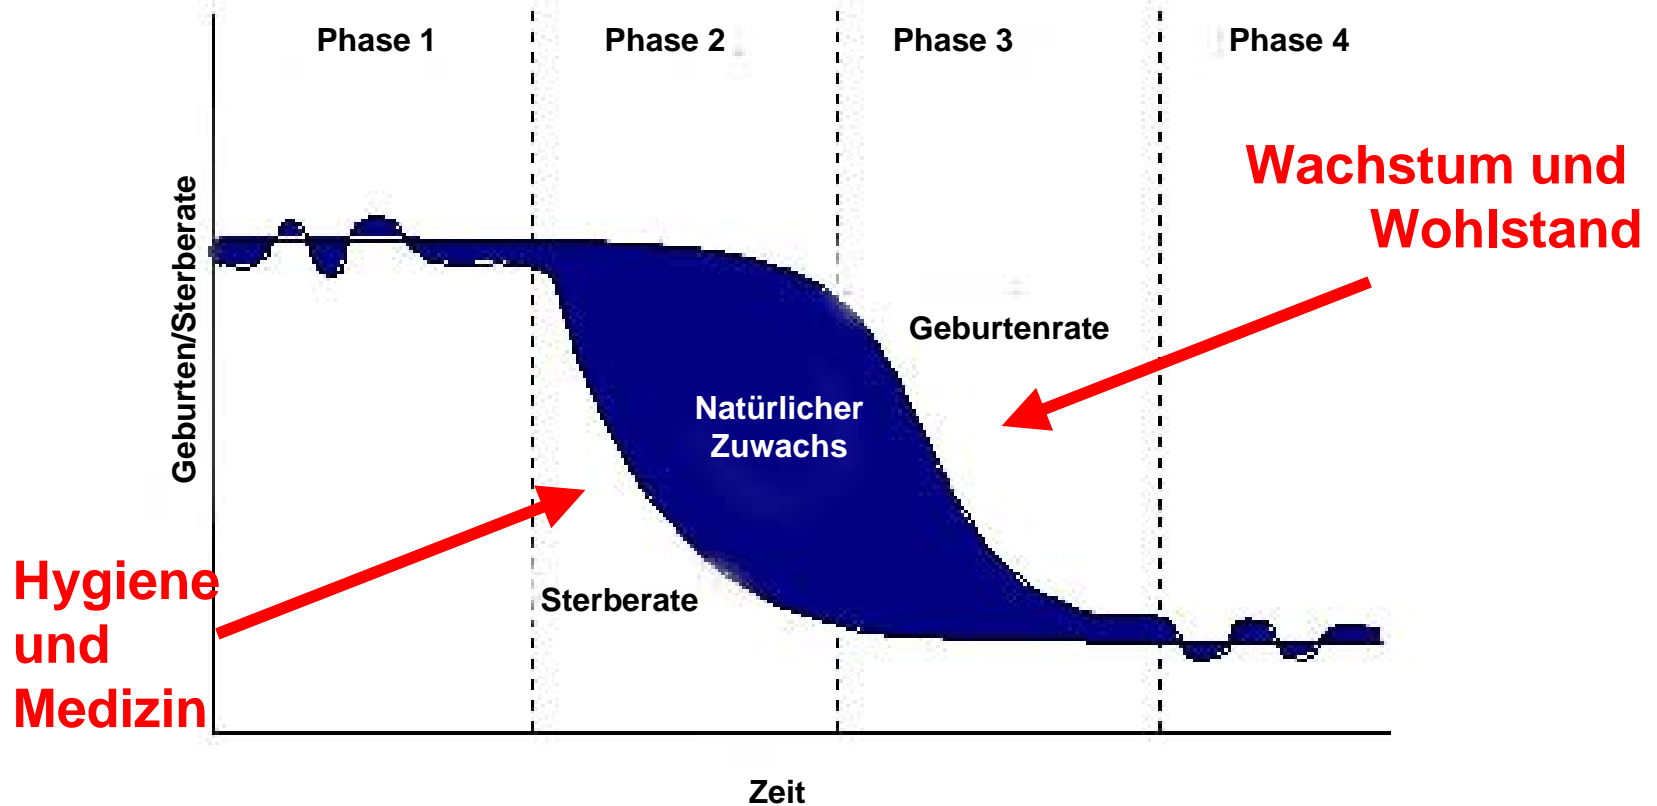 Phase 1
Phase 2
Phase 3
Phase 4
Wachstum und
Wohlstand
Geburten/Sterberate
Geburtenrate
Natürlicher
Zuwachs
Hygiene
und
Medizin
Sterberate
Zeit